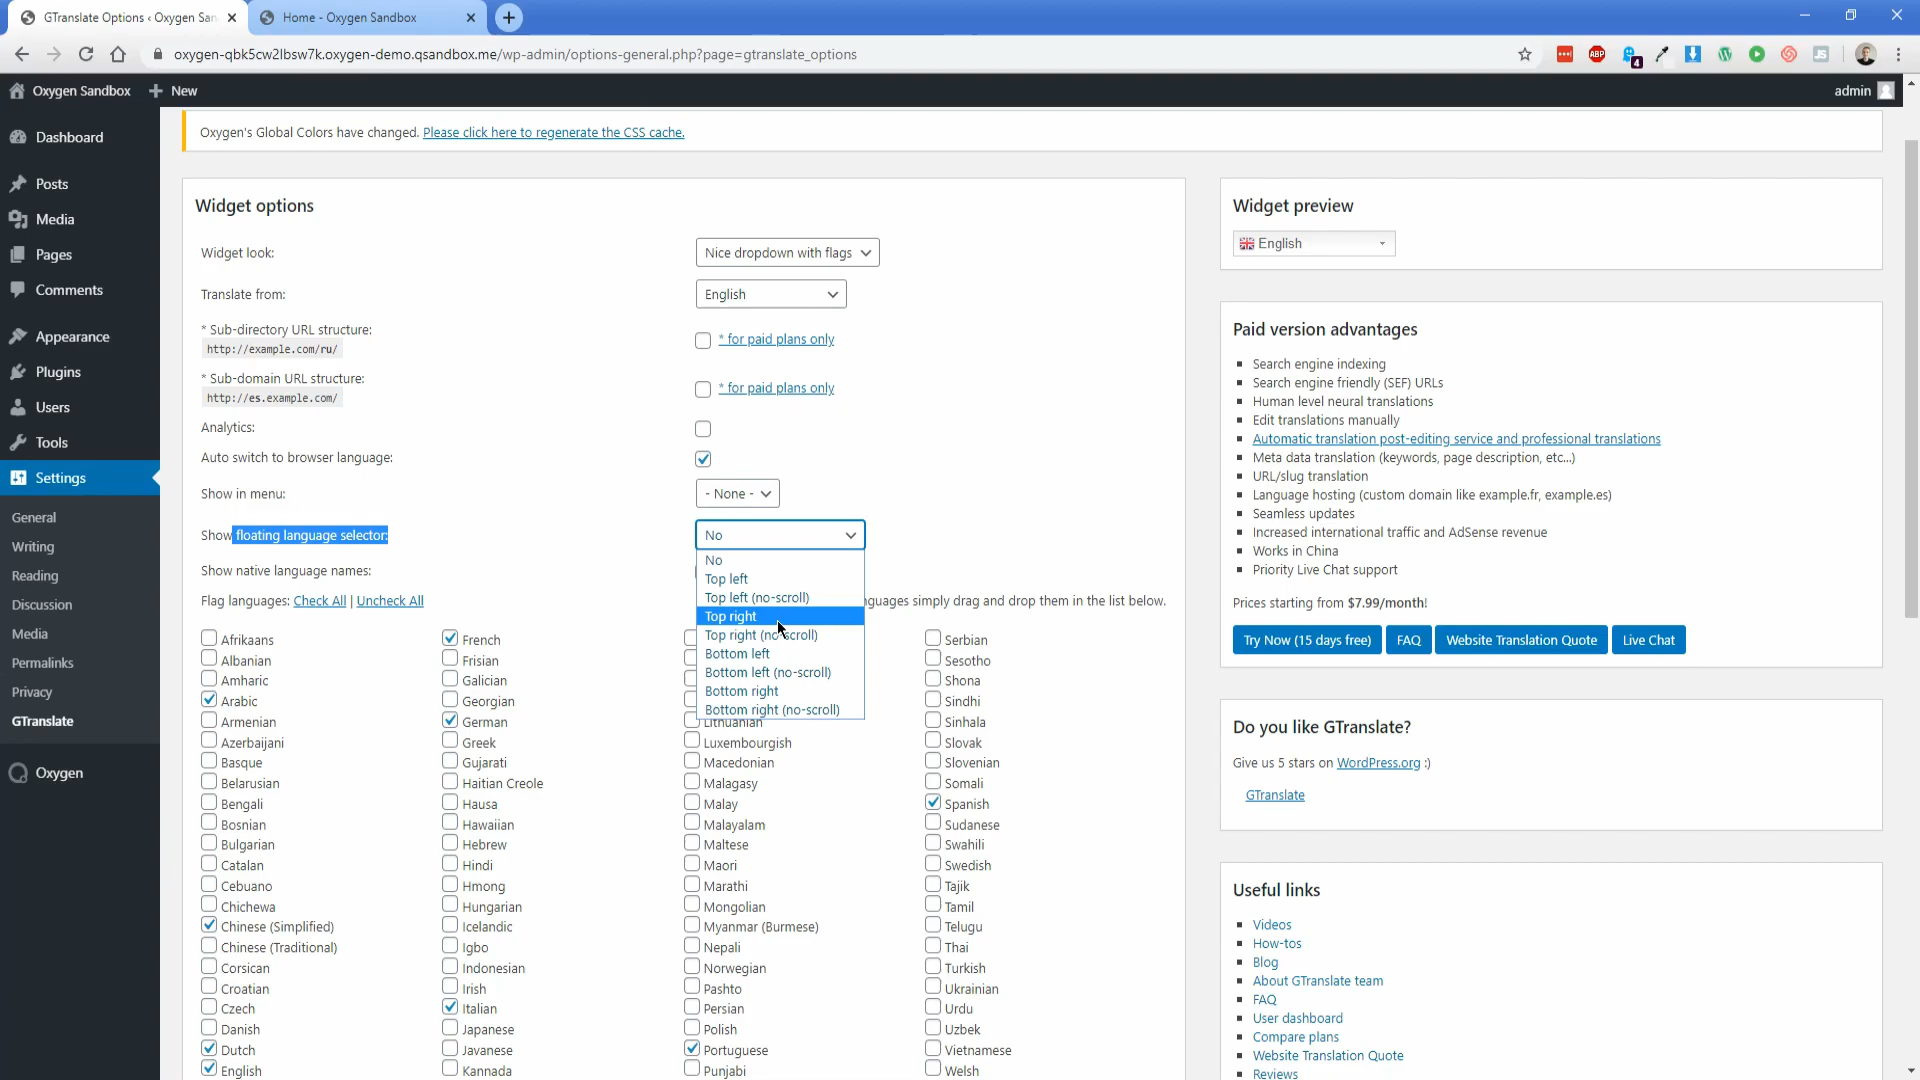 GTranslate Options ‹ Oxygen San
Home - Oxygen Sandbox
oxygen-qbk5cw2lbsw7k.oxygen-demo.qsandbox.me/wp-admin/options-general.php?page=gtranslate_options
ABP
4
JS
Oxygen Sandbox
New
admin
Dashboard
Posts
Media
Pages
Comments
Appearance
Plugins
Users
Tools
Settings
General
Writing
Reading
Discussion
Media
Permalinks
Privacy
GTranslate
Oxygen
Oxygen's Global Colors have changed. Please click here to regenerate the CSS cache.
Widget options
Widget look:
Nice dropdown with flags
Translate from:
English
* Sub-directory URL structure:
http://example.com/ru/
* for paid plans only
* Sub-domain URL structure:
http://es.example.com/
* for paid plans only
Analytics:
Auto switch to browser language:
Show in menu:
- None -
Show floating language selector:
No
No
Top left
Top left (no-scroll)
Top right
Top right (no-scroll)
Bottom left
Bottom left (no-scroll)
Bottom right
Bottom right (no-scroll)
Show native language names:
Flag languages: Check All | Uncheck All
simply drag and drop them in the list below.
Afrikaans
Albanian
Amharic
Arabic
Armenian
Azerbaijani
Basque
Belarusian
Bengali
Bosnian
Bulgarian
Catalan
Cebuano
Chichewa
Chinese (Simplified)
Chinese (Traditional)
Corsican
Croatian
Czech
Danish
Dutch
English
French
Frisian
Galician
Georgian
German
Greek
Gujarati
Haitian Creole
Hausa
Hawaiian
Hebrew
Hindi
Hmong
Hungarian
Icelandic
Igbo
Indonesian
Irish
Italian
Japanese
Javanese
Kannada
Lithuanian
Luxembourgish
Macedonian
Malagasy
Malay
Malayalam
Maltese
Maori
Marathi
Mongolian
Myanmar (Burmese)
Nepali
Norwegian
Pashto
Persian
Polish
Portuguese
Punjabi
Serbian
Sesotho
Shona
Sindhi
Sinhala
Slovak
Slovenian
Somali
Spanish
Sudanese
Swahili
Swedish
Tajik
Tamil
Telugu
Thai
Turkish
Ukrainian
Urdu
Uzbek
Vietnamese
Welsh
Widget preview
English
Paid version advantages
Search engine indexing
Search engine friendly (SEF) URLs
Human level neural translations
Edit translations manually
Automatic translation post-editing service and professional translations
Meta data translation (keywords, page description, etc...)
URL/slug translation
Language hosting (custom domain like example.fr, example.es)
Seamless updates
Increased international traffic and AdSense revenue
Works in China
Priority Live Chat support
Prices starting from $7.99/month!
Try Now (15 days free)
FAQ
Website Translation Quote
Live Chat
Do you like GTranslate?
Give us 5 stars on WordPress.org :)
GTranslate
Useful links
Videos
How-tos
Blog
About GTranslate team
FAQ
User dashboard
Compare plans
Website Translation Quote
Reviews